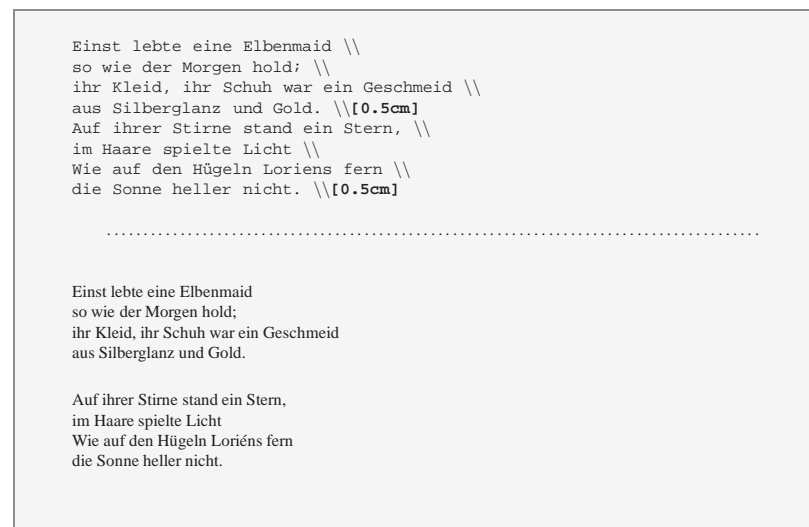 Einst lebte eine Elbenmaid \\
so wie der Morgen hold; \\
ihr Kleid, ihr Schuh war ein Geschmeid \\
aus Silberglanz und Gold. \\[0.5cm]
Auf ihrer Stirne stand ein Stern, \\
im Haare spielte Licht \\
Wie auf den Hügeln Loriens fern \\
die Sonne heller nicht. \\[0.5cm]
Einst lebte eine Elbenmaid
so wie der Morgen hold;
ihr Kleid, ihr Schuh war ein Geschmeid
aus Silberglanz und Gold.
Auf ihrer Stirne stand ein Stern,
im Haare spielte Licht
Wie auf den Hügeln Loriéns fern
die Sonne heller nicht.